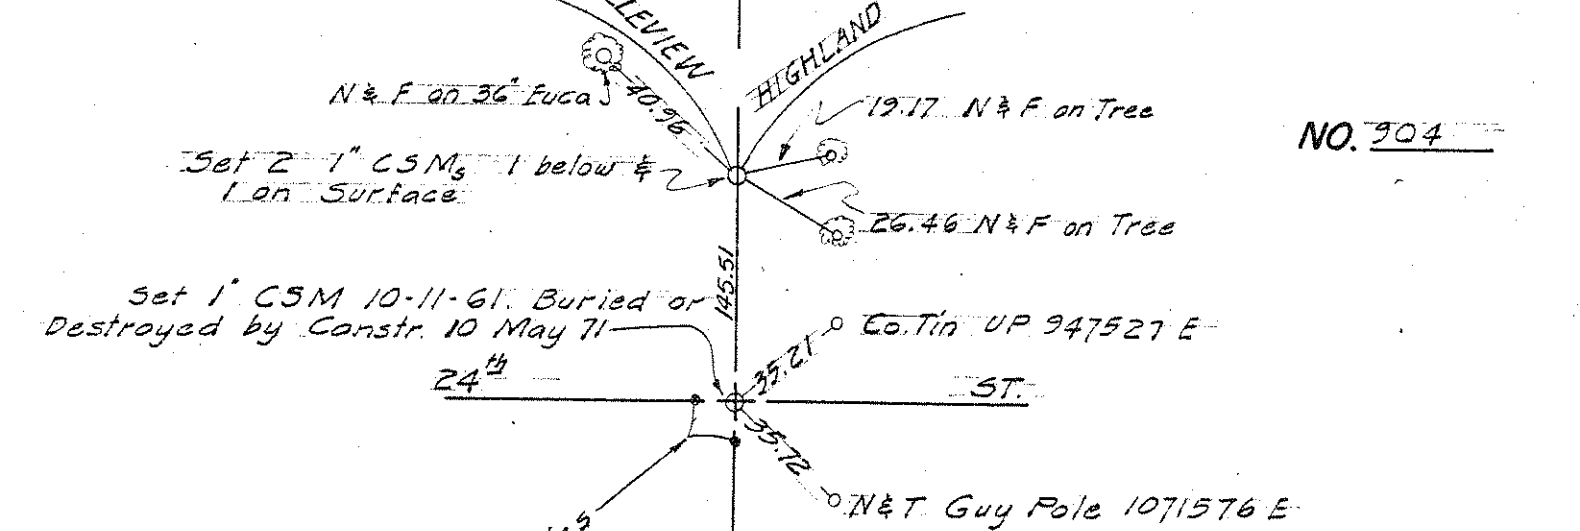 LLEVIEW
HIGHLAND
N & F on 36" Euca
40.96
19.17 N & F on Tree
NO. 904
Set 2 1" CSMs 1 below &
1 on Surface
26.46 N & F on Tree
145.51
Set 1" CSM 10-11-61. Buried or
Destroyed by Constr. 10 May 71
Co. Tin UP 947527 E
35.21
24th ST.
35.72
N & T Guy Pole 1071576 E